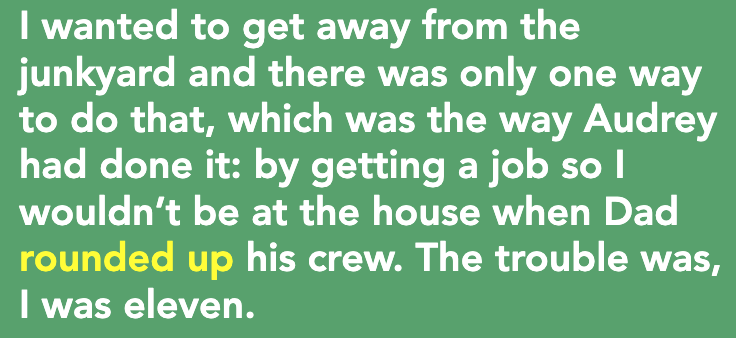 I wanted to get away from the
junkyard and there was only one way
to do that, which was the way Audrey
had done it: by getting a job so I
wouldn’t be at the house when Dad
rounded up his crew. The trouble was,
I was eleven.